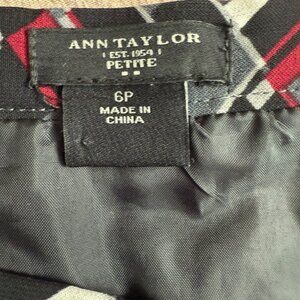 ANN TAYLOR
EST. 1954
PETITE
6P
MADE IN
CHINA